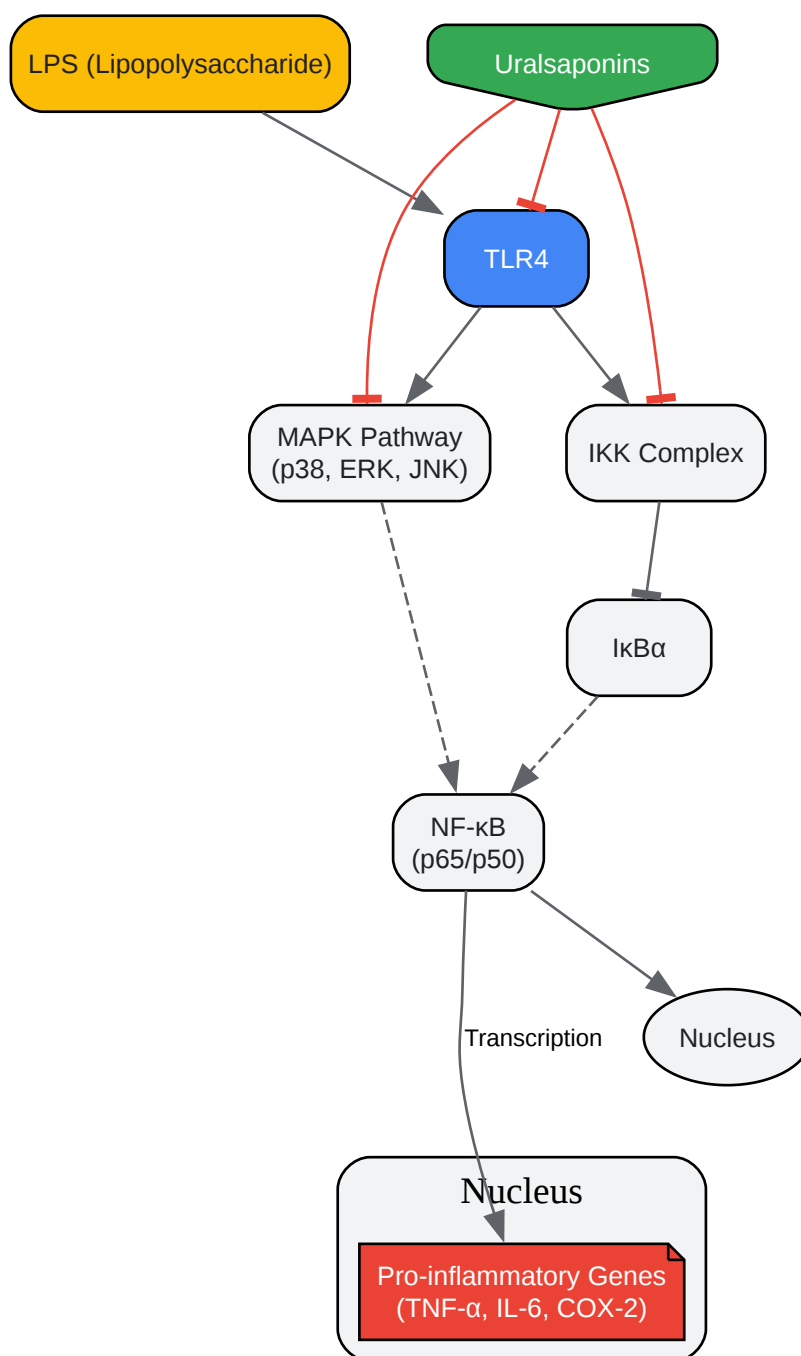 LPS (Lipopolysaccharide)
Uralsaponins
TLR4
MAPK Pathway
(p38, ERK, JNK)
IKK Complex
IκBα
NF-κB
(p65/p50)
Transcription
Nucleus
Nucleus
Pro-inflammatory Genes
(TNF-α, IL-6, COX-2)